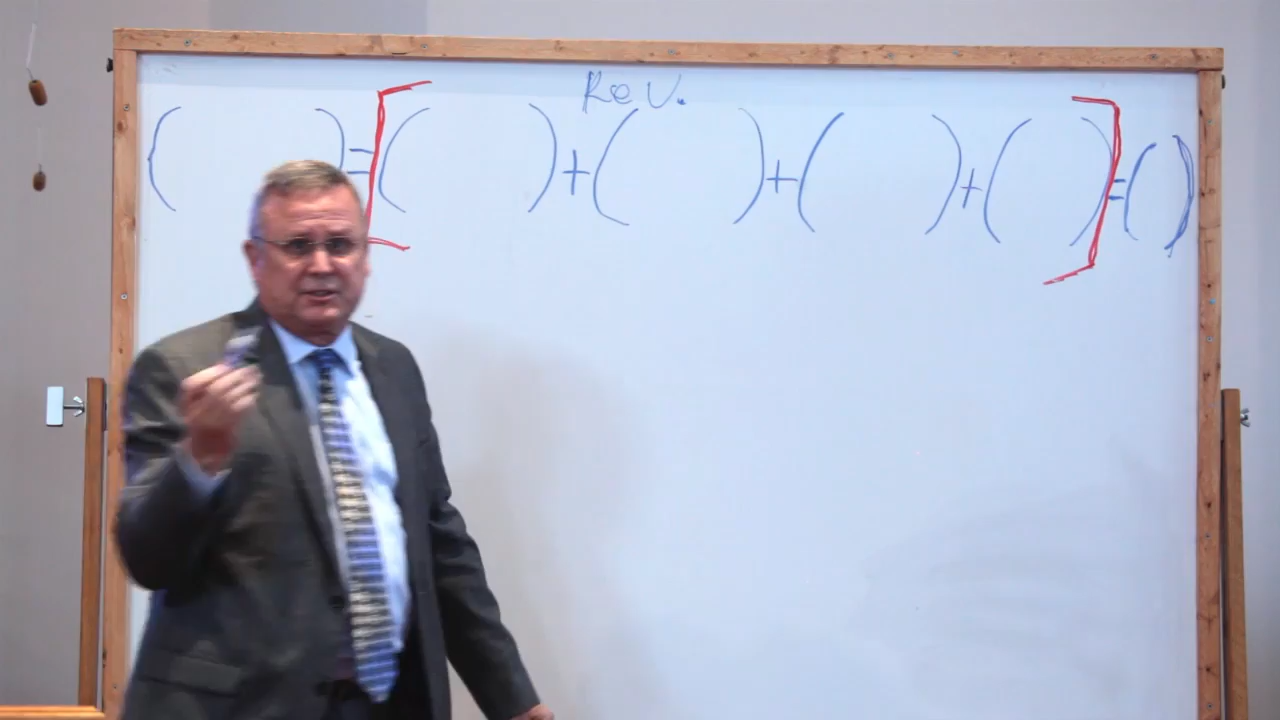 Rev.
(   )=[(   )+(   )+(   )+(   )]=( )